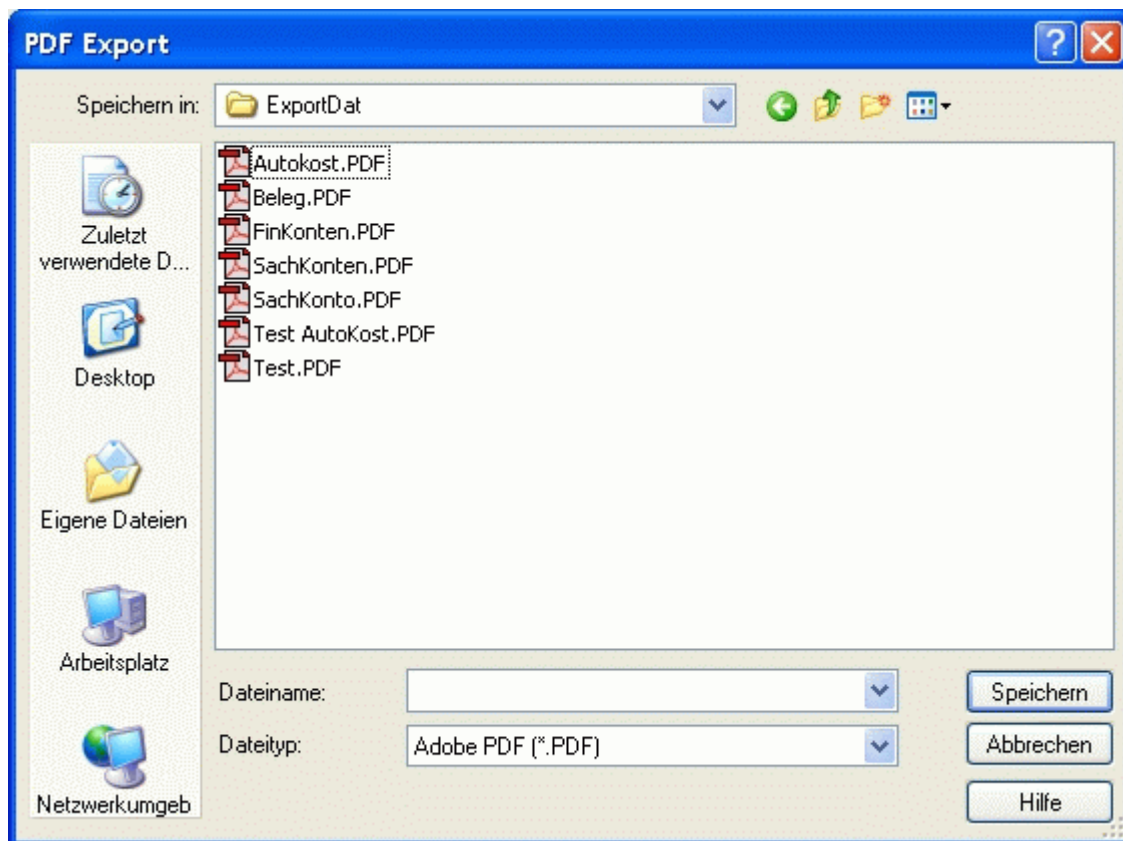 PDF Export
Speichern in:
ExportDat
Zuletzt
verwendete D...
Desktop
Eigene Dateien
Arbeitsplatz
Netzwerkumgeb
Autokost.PDF
Beleg.PDF
FinKonten.PDF
SachKonten.PDF
SachKonto.PDF
Test AutoKost.PDF
Test.PDF
Dateiname:
Speichern
Dateityp:
Adobe PDF (*.PDF)
Abbrechen
Hilfe